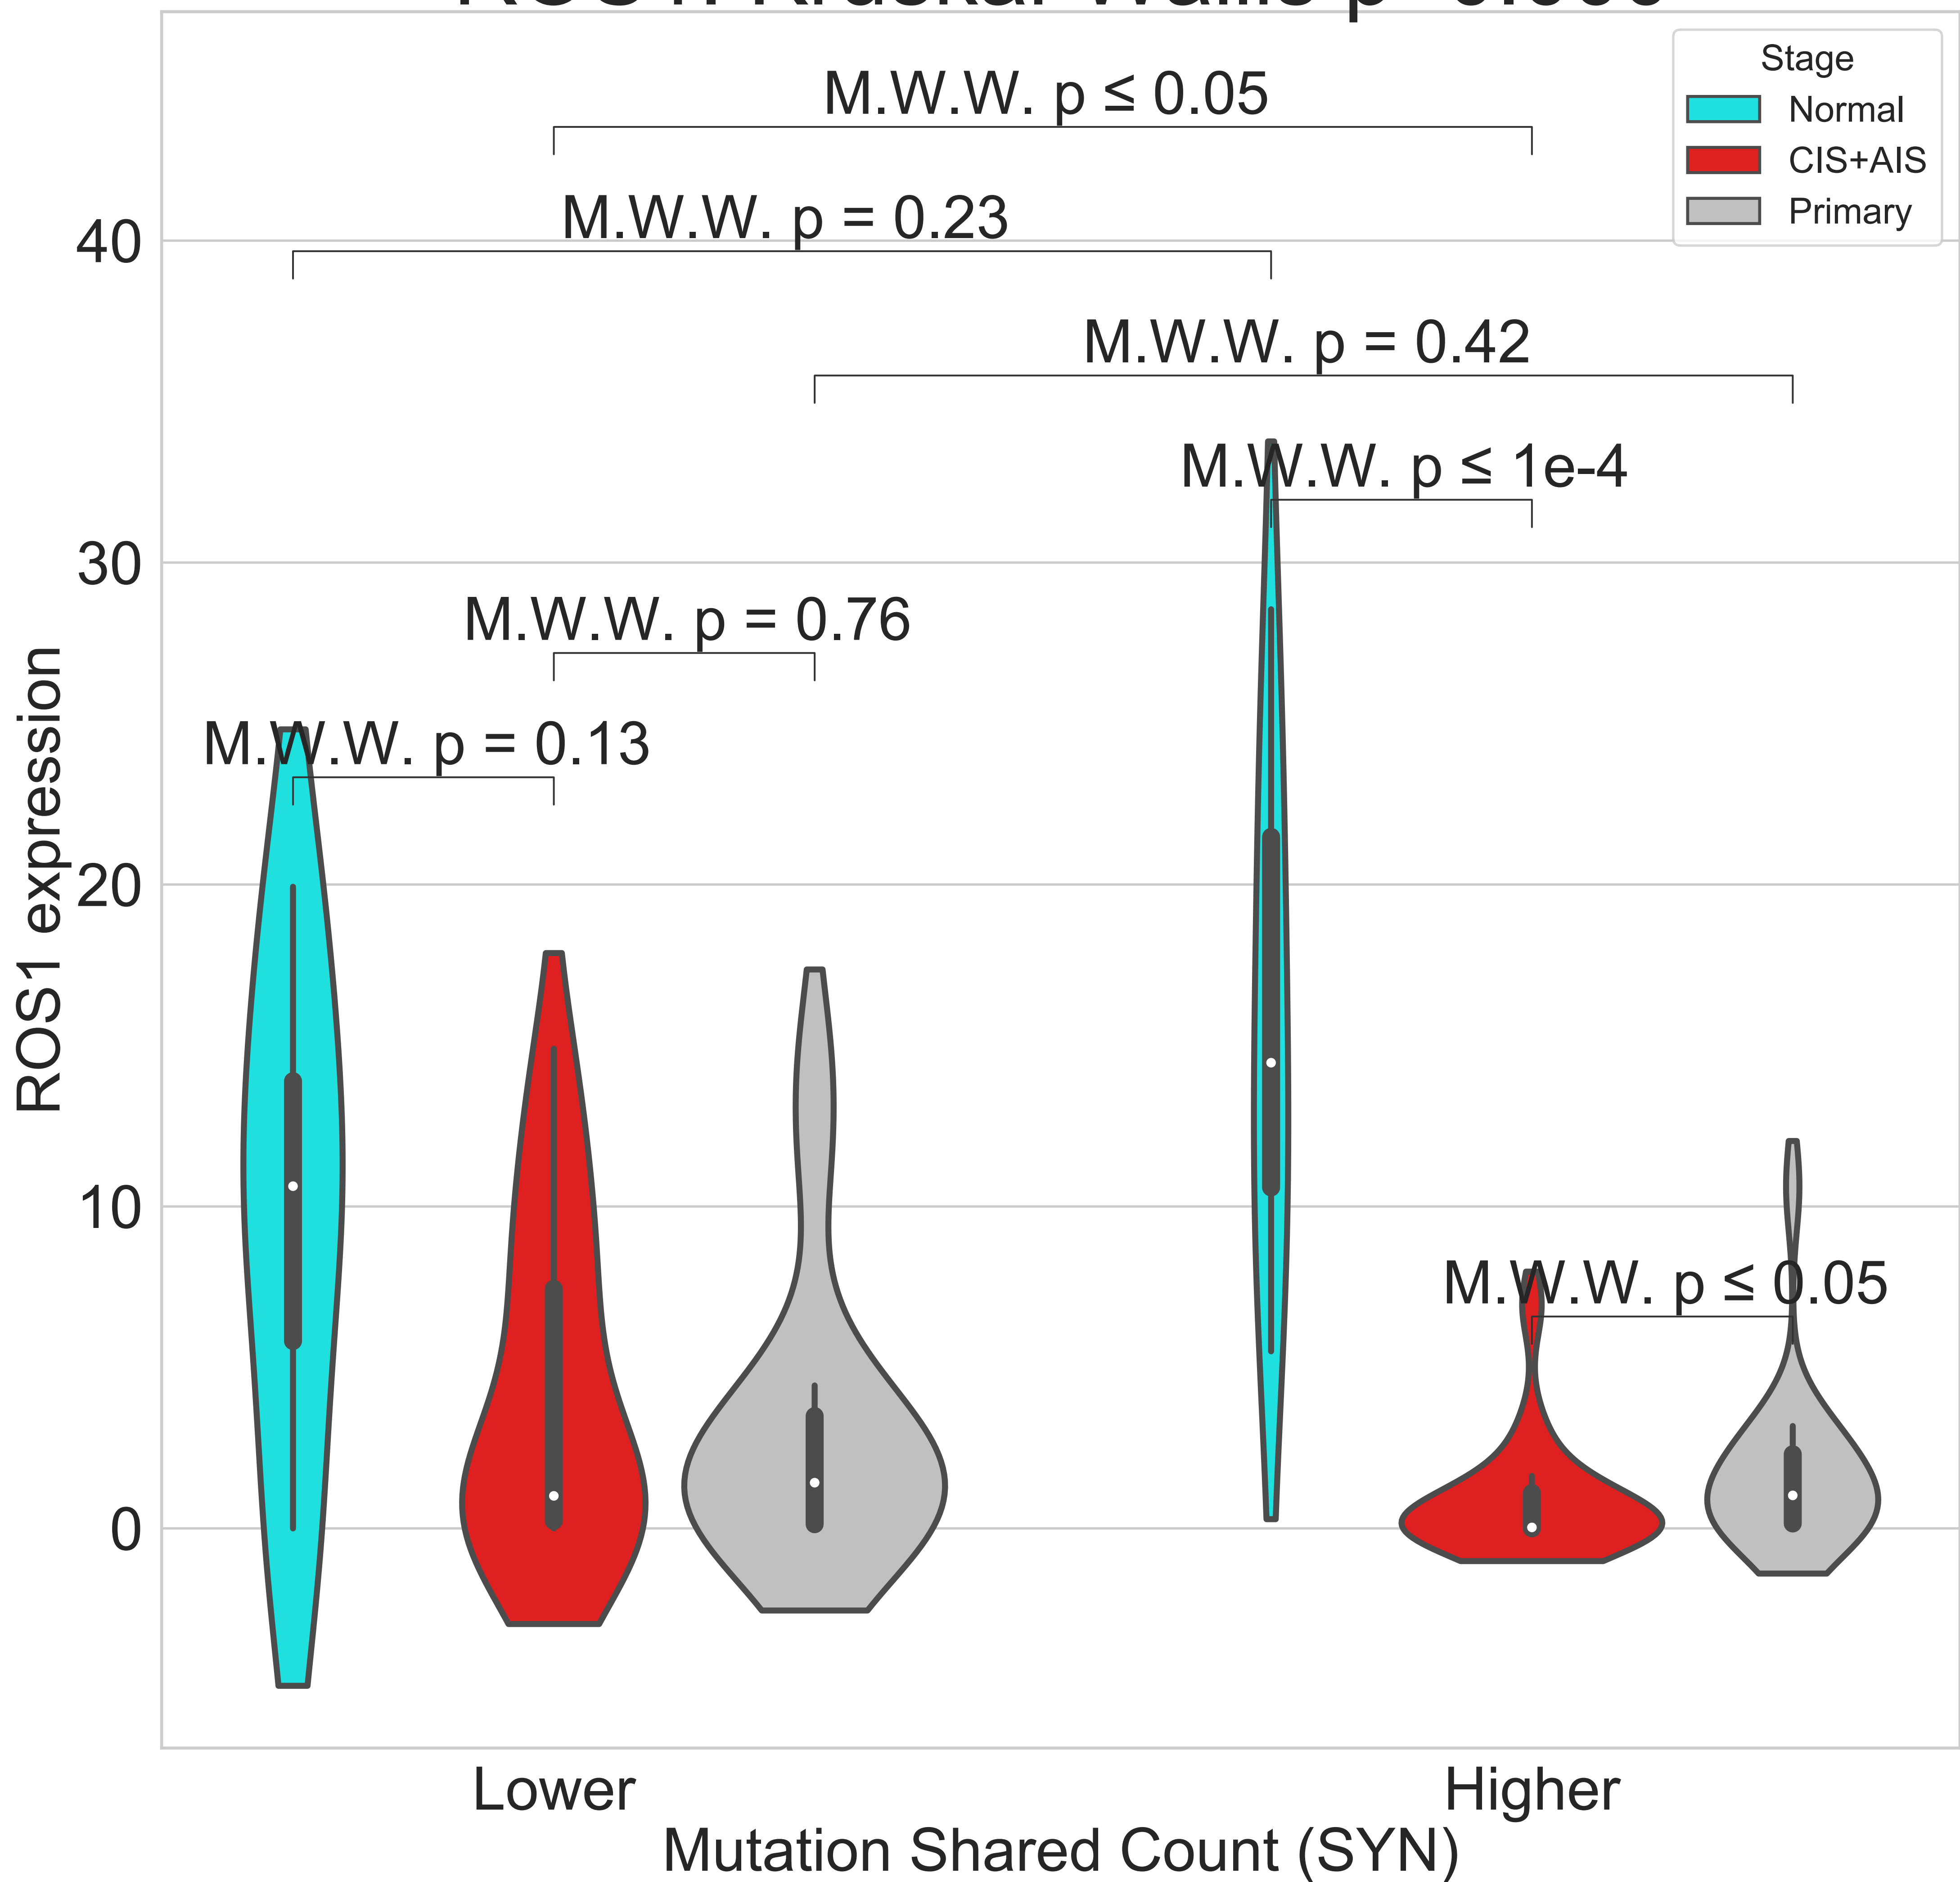 Stage
Normal
CIS+AIS
Primary
M.W.W. p ≤ 0.05
M.W.W. p = 0.23
M.W.W. p = 0.42
M.W.W. p ≤ 1e-4
M.W.W. p = 0.76
M.W.W. p = 0.13
M.W.W. p ≤ 0.05
40
30
20
10
0
ROS1 expression
Lower
Higher
Mutation Shared Count (SYN)